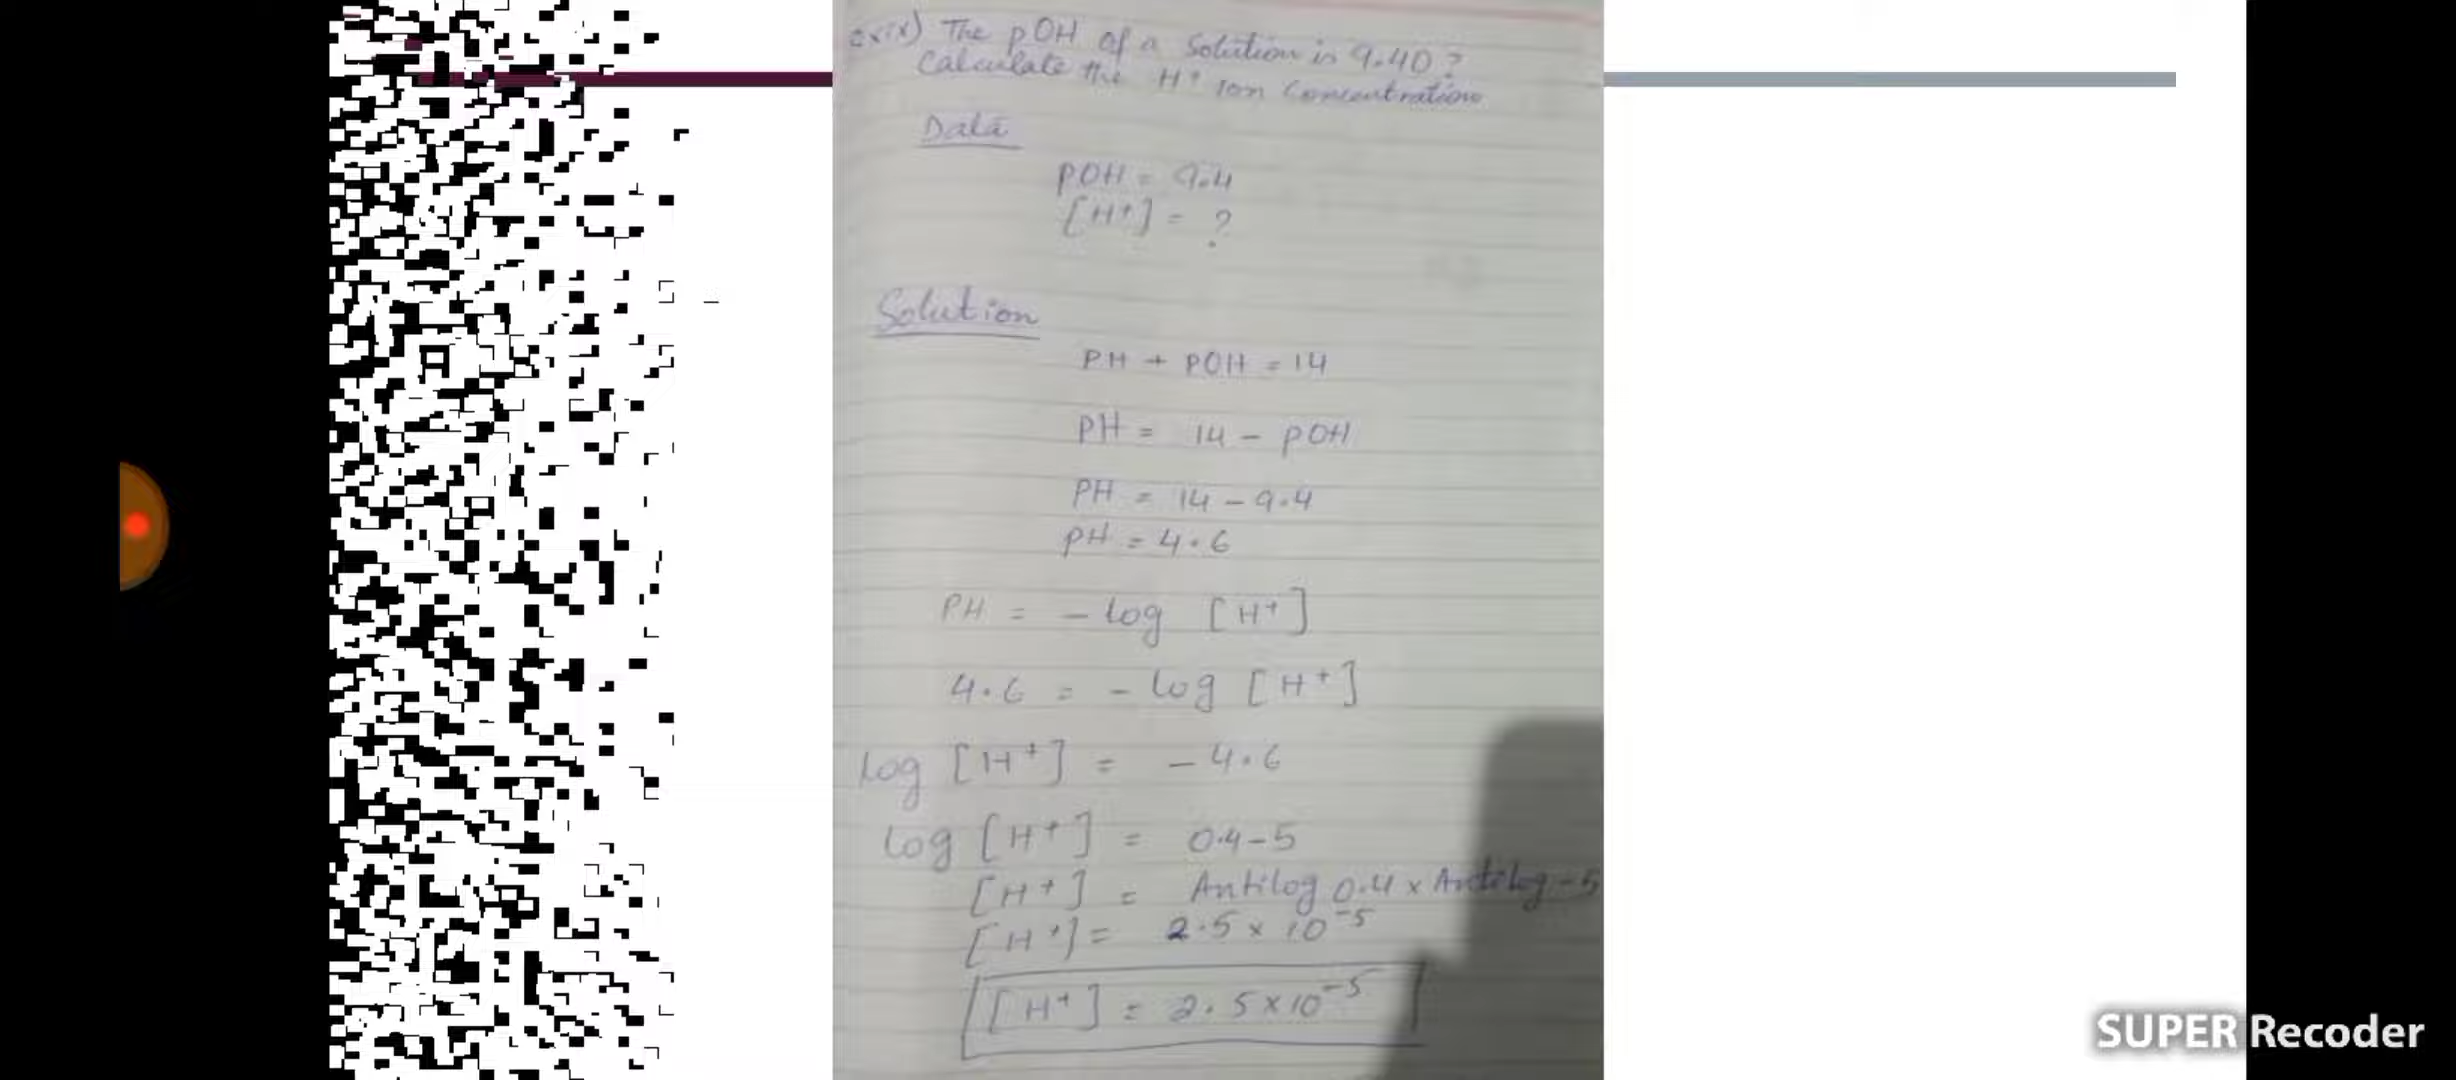 The pOH of a Solution is 9.40?
Calculate the H+ Ion Concentration
Data
pOH = 9.4
[H+] = ?
Solution
PH + POH = 14
PH = 14 - POH
PH = 14 - 9.4
PH = 4.6
PH = - log [H+]
4.6 = - log [H+]
log [H+] = - 4.6
log [H+] = 0.4-5
[H+] = Antilog 0.4 x Antilog -5
[H+] = 2.5 x 10⁻⁵
[H+] = 2.5 x 10⁻⁵
SUPER Recoder